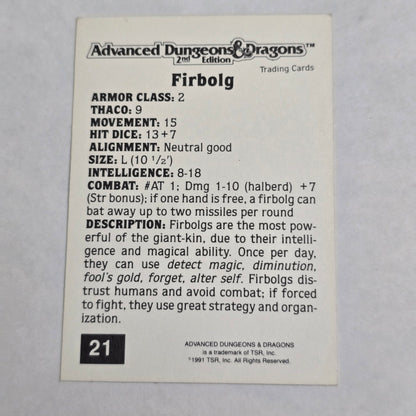 Advanced Dungeons & Dragons™
2nd Edition
Trading Cards
Firbolg
ARMOR CLASS: 2
THACO: 9
MOVEMENT: 15
HIT DICE: 13+7
ALIGNMENT: Neutral good
SIZE: L (10 1/2')
INTELLIGENCE: 8-18
COMBAT: #AT 1; Dmg 1-10 (halberd) +7
(Str bonus); if one hand is free, a firbolg can
bat away up to two missiles per round
DESCRIPTION: Firbolgs are the most pow-
erful of the giant-kin, due to their intelli-
gence and magical ability. Once per day,
they can use detect magic, diminution,
fool's gold, forget, alter self. Firbolgs dis-
trust humans and avoid combat; if forced
to fight, they use great strategy and organ-
ization.
21
ADVANCED DUNGEONS & DRAGONS
is a trademark of TSR, Inc.
©1991 TSR, Inc. All Rights Reserved.